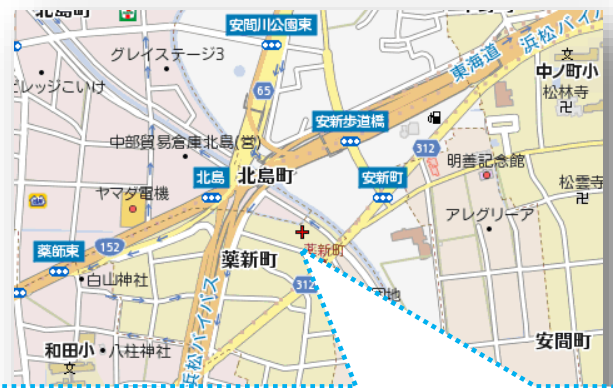 北島町
安間川公園東
グレイステージ3
ビレッジこいけ
65
東海道
浜松バイパス
中ノ町小
松林寺
安新歩道橋
中部貿易倉庫北島(営)
312
明善記念館
北島
北島町
安新町
松雲寺
ヤマダ電機
アレグリーア
薬師東
152
薬新町
薬新町
白山神社
312
団地
浜松バイパス
和田小
八柱神社
安間町